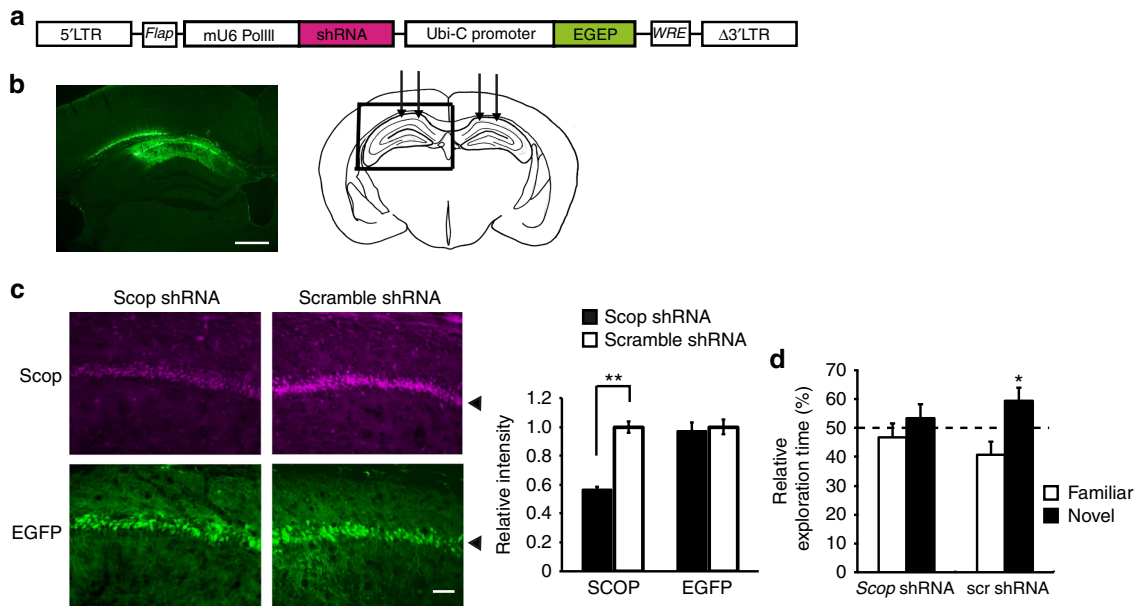 a
5′LTR Flap mU6 PolIII shRNA Ubi-C promoter EGEP WRE Δ3′LTR
b
c
Scop shRNA Scramble shRNA
Scop
EGFP
Scop shRNA
Scramble shRNA
**
Relative intensity
1.2
1.0
0.8
0.6
0.4
0.2
SCOP EGFP
d
Relative
exploration time (%)
70
60
50
40
30
20
10
0
*
Familiar
Novel
Scop shRNA scr shRNA